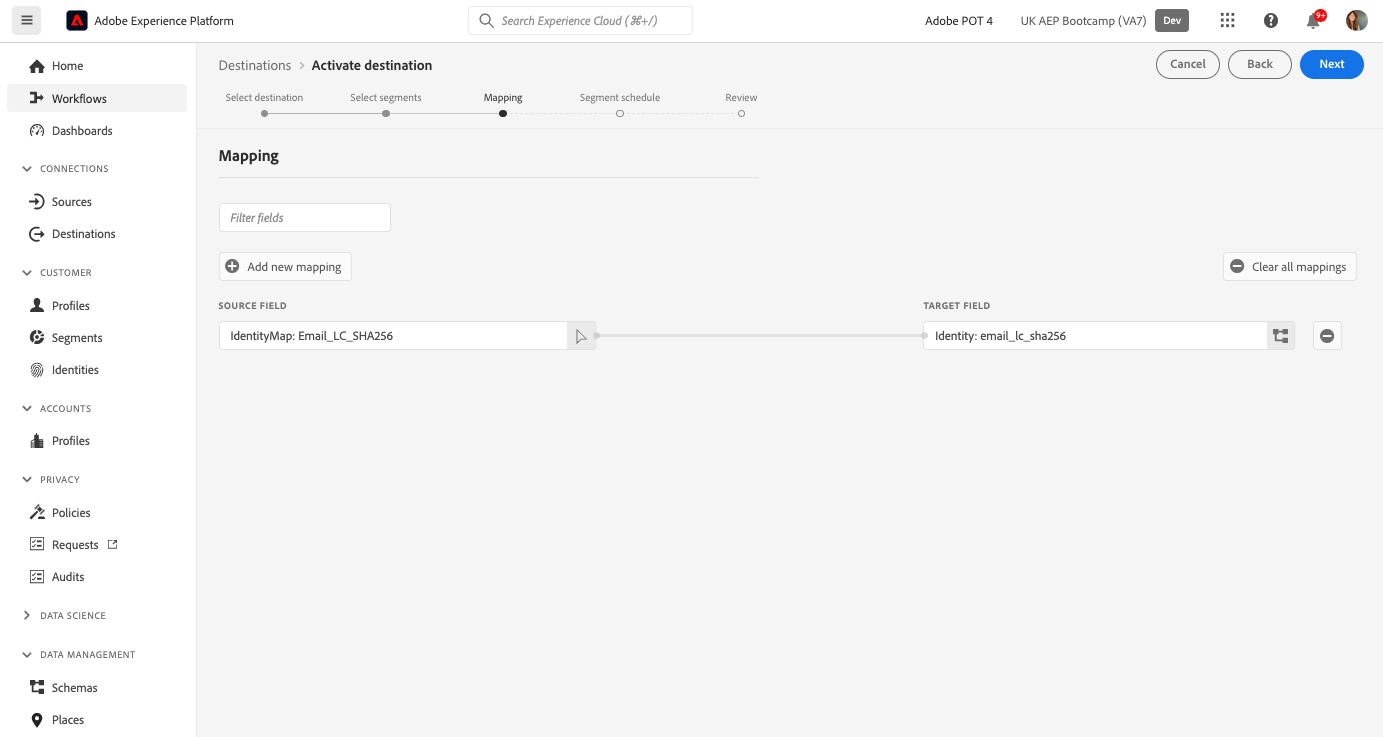 Adobe Experience Platform
Search Experience Cloud (⌘+/)
Adobe POT 4
UK AEP Bootcamp (VA7)
Dev
9+
Home
Workflows
Dashboards
CONNECTIONS
Sources
Destinations
CUSTOMER
Profiles
Segments
Identities
ACCOUNTS
Profiles
PRIVACY
Policies
Requests
Audits
DATA SCIENCE
DATA MANAGEMENT
Schemas
Places
Destinations > Activate destination
Cancel
Back
Next
Select destination
Select segments
Mapping
Segment schedule
Review
Mapping
Filter fields
Add new mapping
Clear all mappings
SOURCE FIELD
TARGET FIELD
IdentityMap: Email_LC_SHA256
Identity: email_lc_sha256